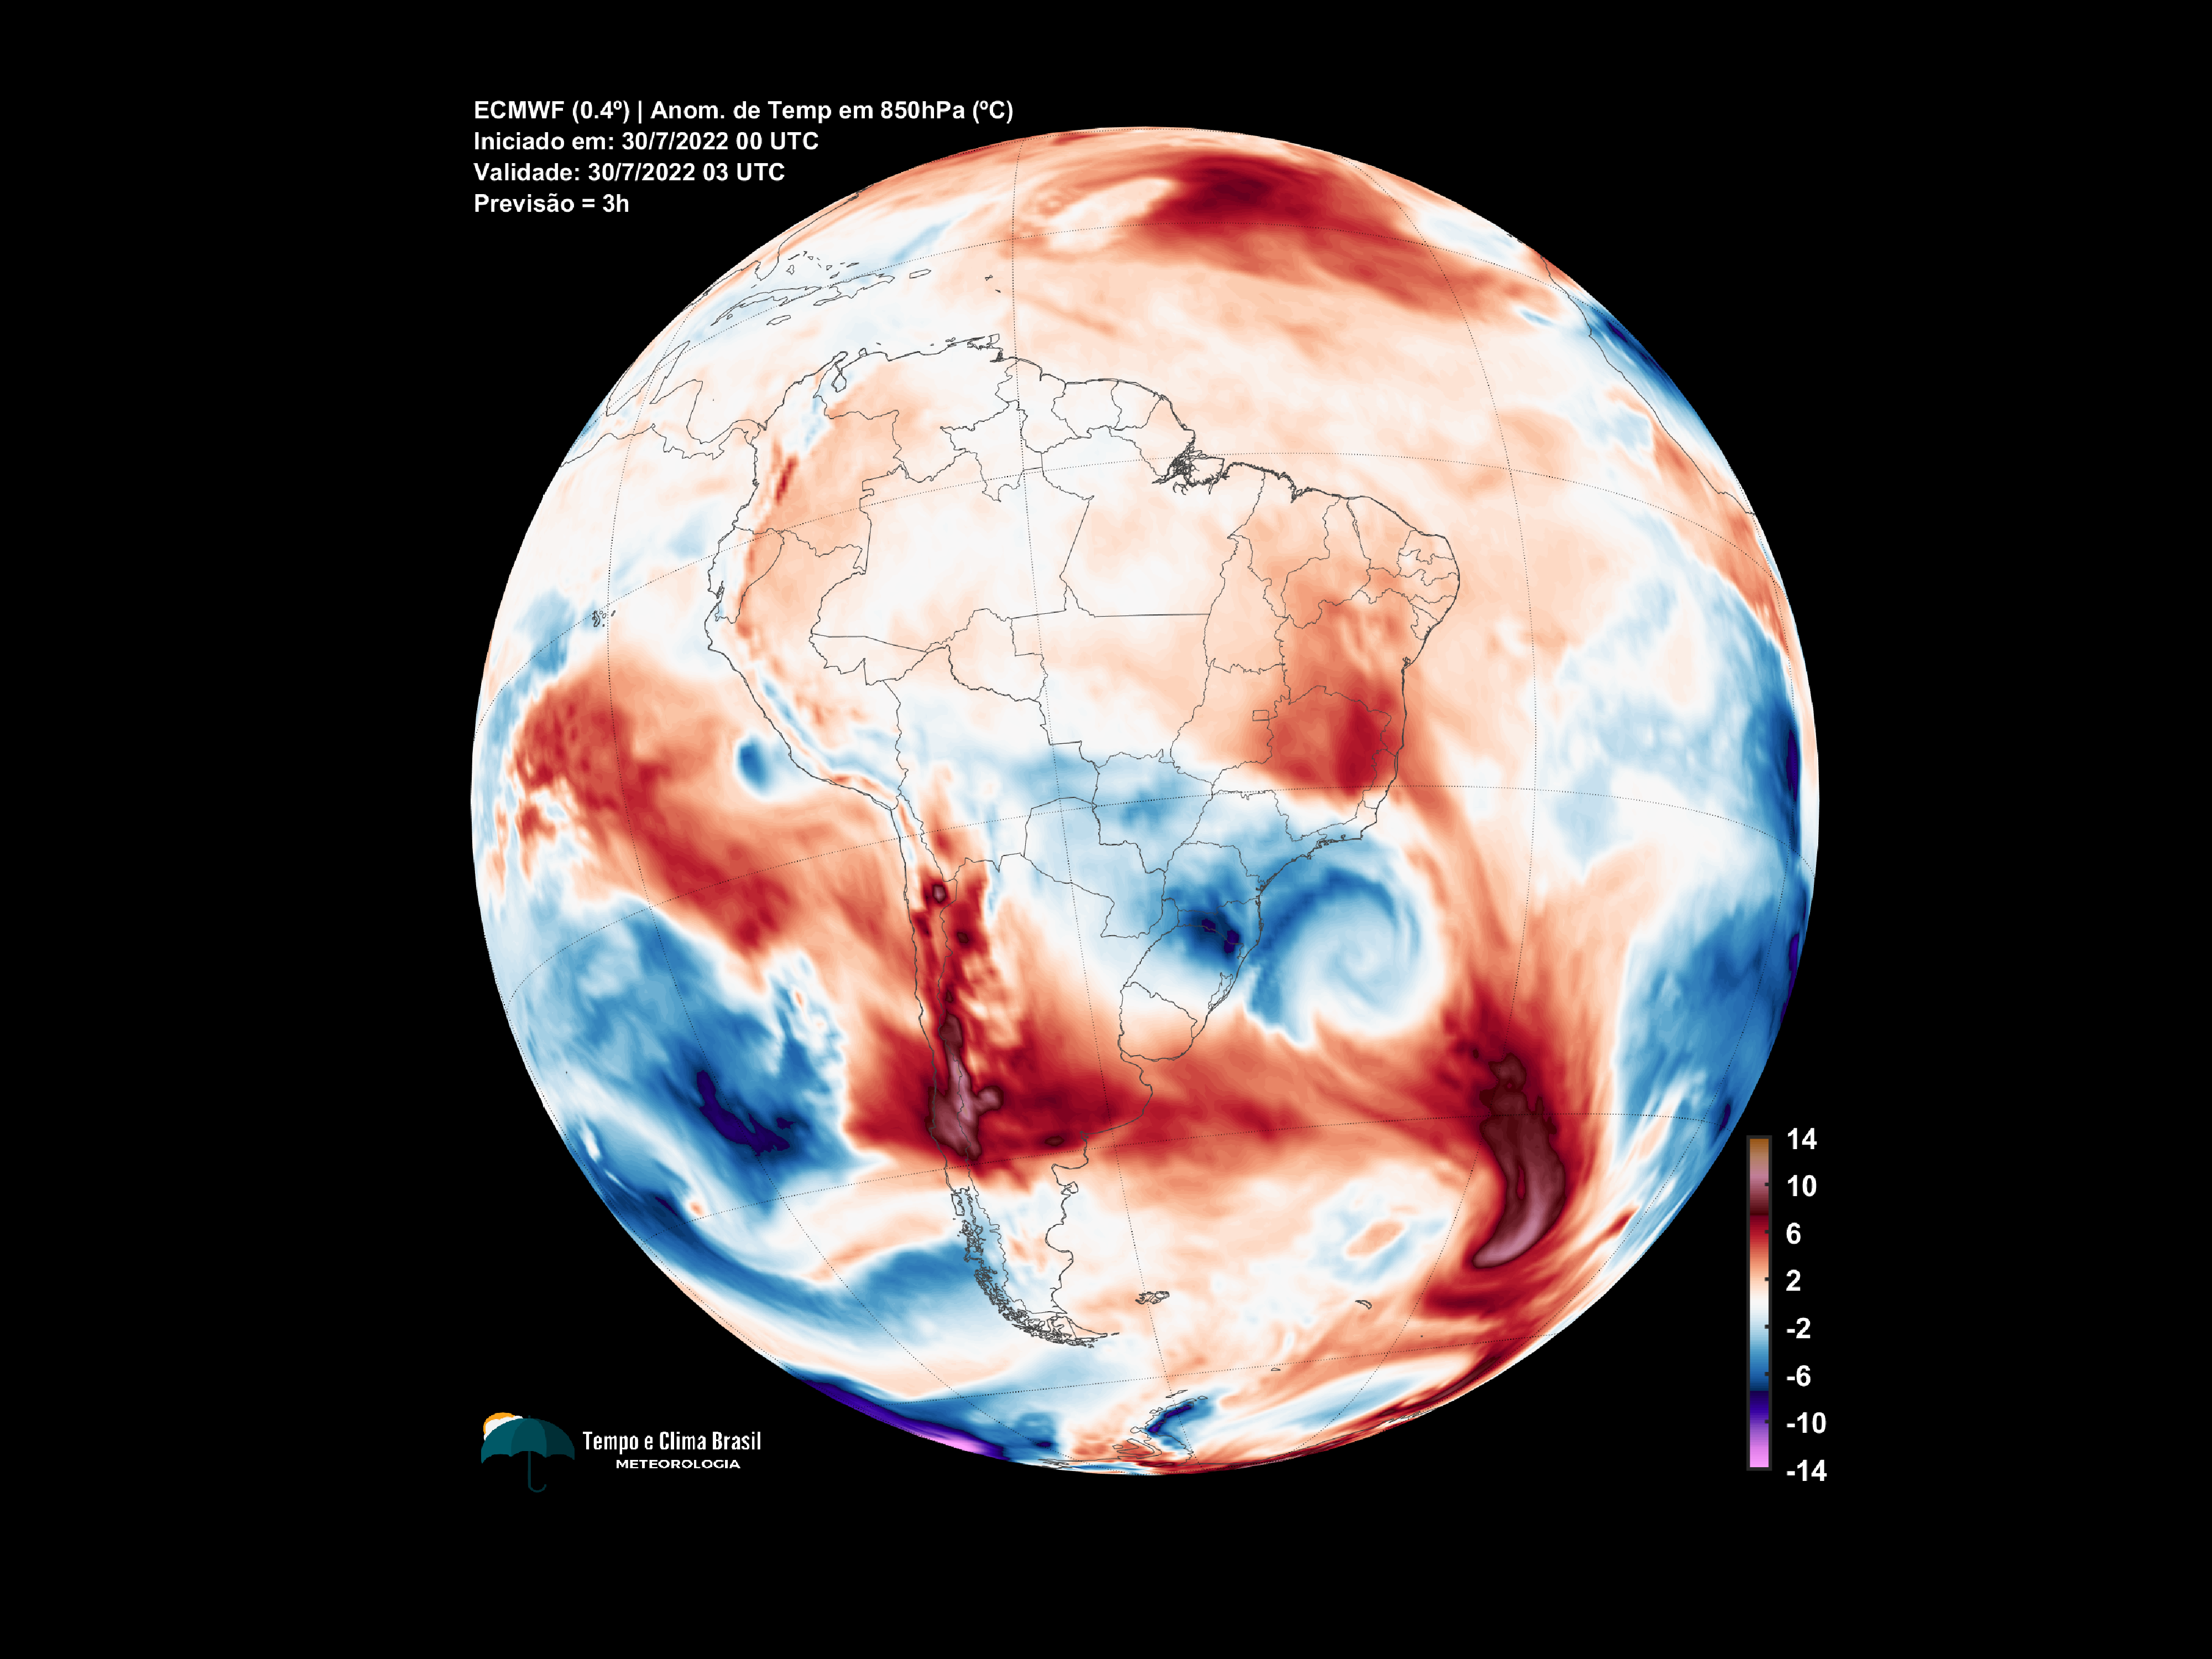 ECMWF (0.4º) | Anom. de Temp em 850hPa (ºC)
Iniciado em: 30/7/2022 00 UTC
Validade: 30/7/2022 03 UTC
Previsão = 3h
14
10
6
2
-2
-6
-10
-14
Tempo e Clima Brasil
METEOROLOGIA